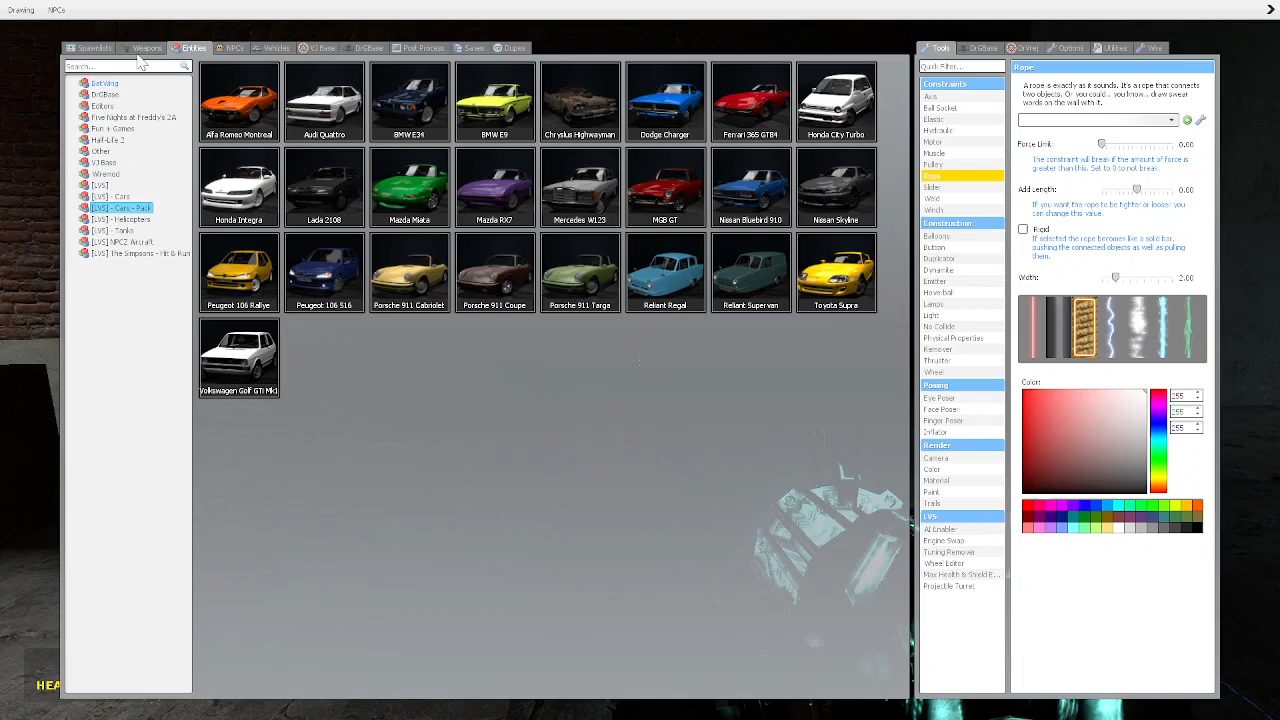 Drawing NPCs
Spawnlists Weapons Entities NPCs Vehicles VJ Base DrGBase Post Process Saves Dupes
Search...
BatWing
DrGBase
Editors
Five Nights at Freddy's 2A
Fun + Games
Half-Life 2
Other
VJ Base
Wiremod
[LVS]
[LVS] - Cars
[LVS] - Cars - Pack
[LVS] - Helicopters
[LVS] - Tanks
[LVS] NPCZ Aircraft
[LVS] The Simpsons - Hit & Run
Alfa Romeo Montreal Audi Quattro BMW E34 BMW E9 Chryslus Highwayman Dodge Charger Ferrari 365 GTB4 Honda City Turbo
Honda Integra Lada 2108 Mazda Miata Mazda RX7 Mercedes W123 MGB GT Nissan Bluebird 910 Nissan Skyline
Peugeot 106 Rallye Peugeot 106 S16 Porsche 911 Cabriolet Porsche 911 Coupe Porsche 911 Targa Reliant Regal Reliant Supervan Toyota Supra
Volkswagen Golf GTi Mk1
HEA
Tools DrGBase DrVrej Options Utilities Wire
Quick Filter...
Constraints
Axis
Ball Socket
Elastic
Hydraulic
Motor
Muscle
Pulley
Rope
Slider
Weld
Winch
Construction
Balloons
Button
Duplicator
Dynamite
Emitter
Hoverball
Lamps
Light
No Collide
Physical Properties
Remover
Thruster
Wheel
Posing
Eye Poser
Face Poser
Finger Poser
Inflator
Render
Camera
Color
Material
Paint
Trails
LVS
AI Enabler
Engine Swap
Tuning Remover
Wheel Editor
Max Health & Shield E...
Projectile Turret
Rope
A rope is exactly as it sounds. It's a rope that connects
two objects. Or you could... you know... draw swear
words on the wall with it.
Force Limit: 0.00
The constraint will break if the amount of force is
greater than this. Set to 0 to not break.
Add Length: 0.00
If you want the rope to be tighter or looser you
can change this value.
Rigid
If selected the rope becomes like a solid bar,
pushing the connected objects as well as pulling
them.
Width: 2.00
Color:
255
255
255